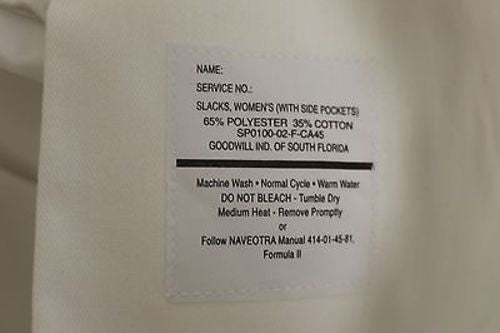 NAME:
SERVICE NO.:
SLACKS, WOMEN'S (WITH SIDE POCKETS)
65% POLYESTER 35% COTTON
SP0100-02-F-CA45
GOODWILL IND. OF SOUTH FLORIDA
Machine Wash • Normal Cycle • Warm Water
DO NOT BLEACH - Tumble Dry
Medium Heat - Remove Promptly
or
Follow NAVEOTRA Manual 414-01-45-81,
Formula II